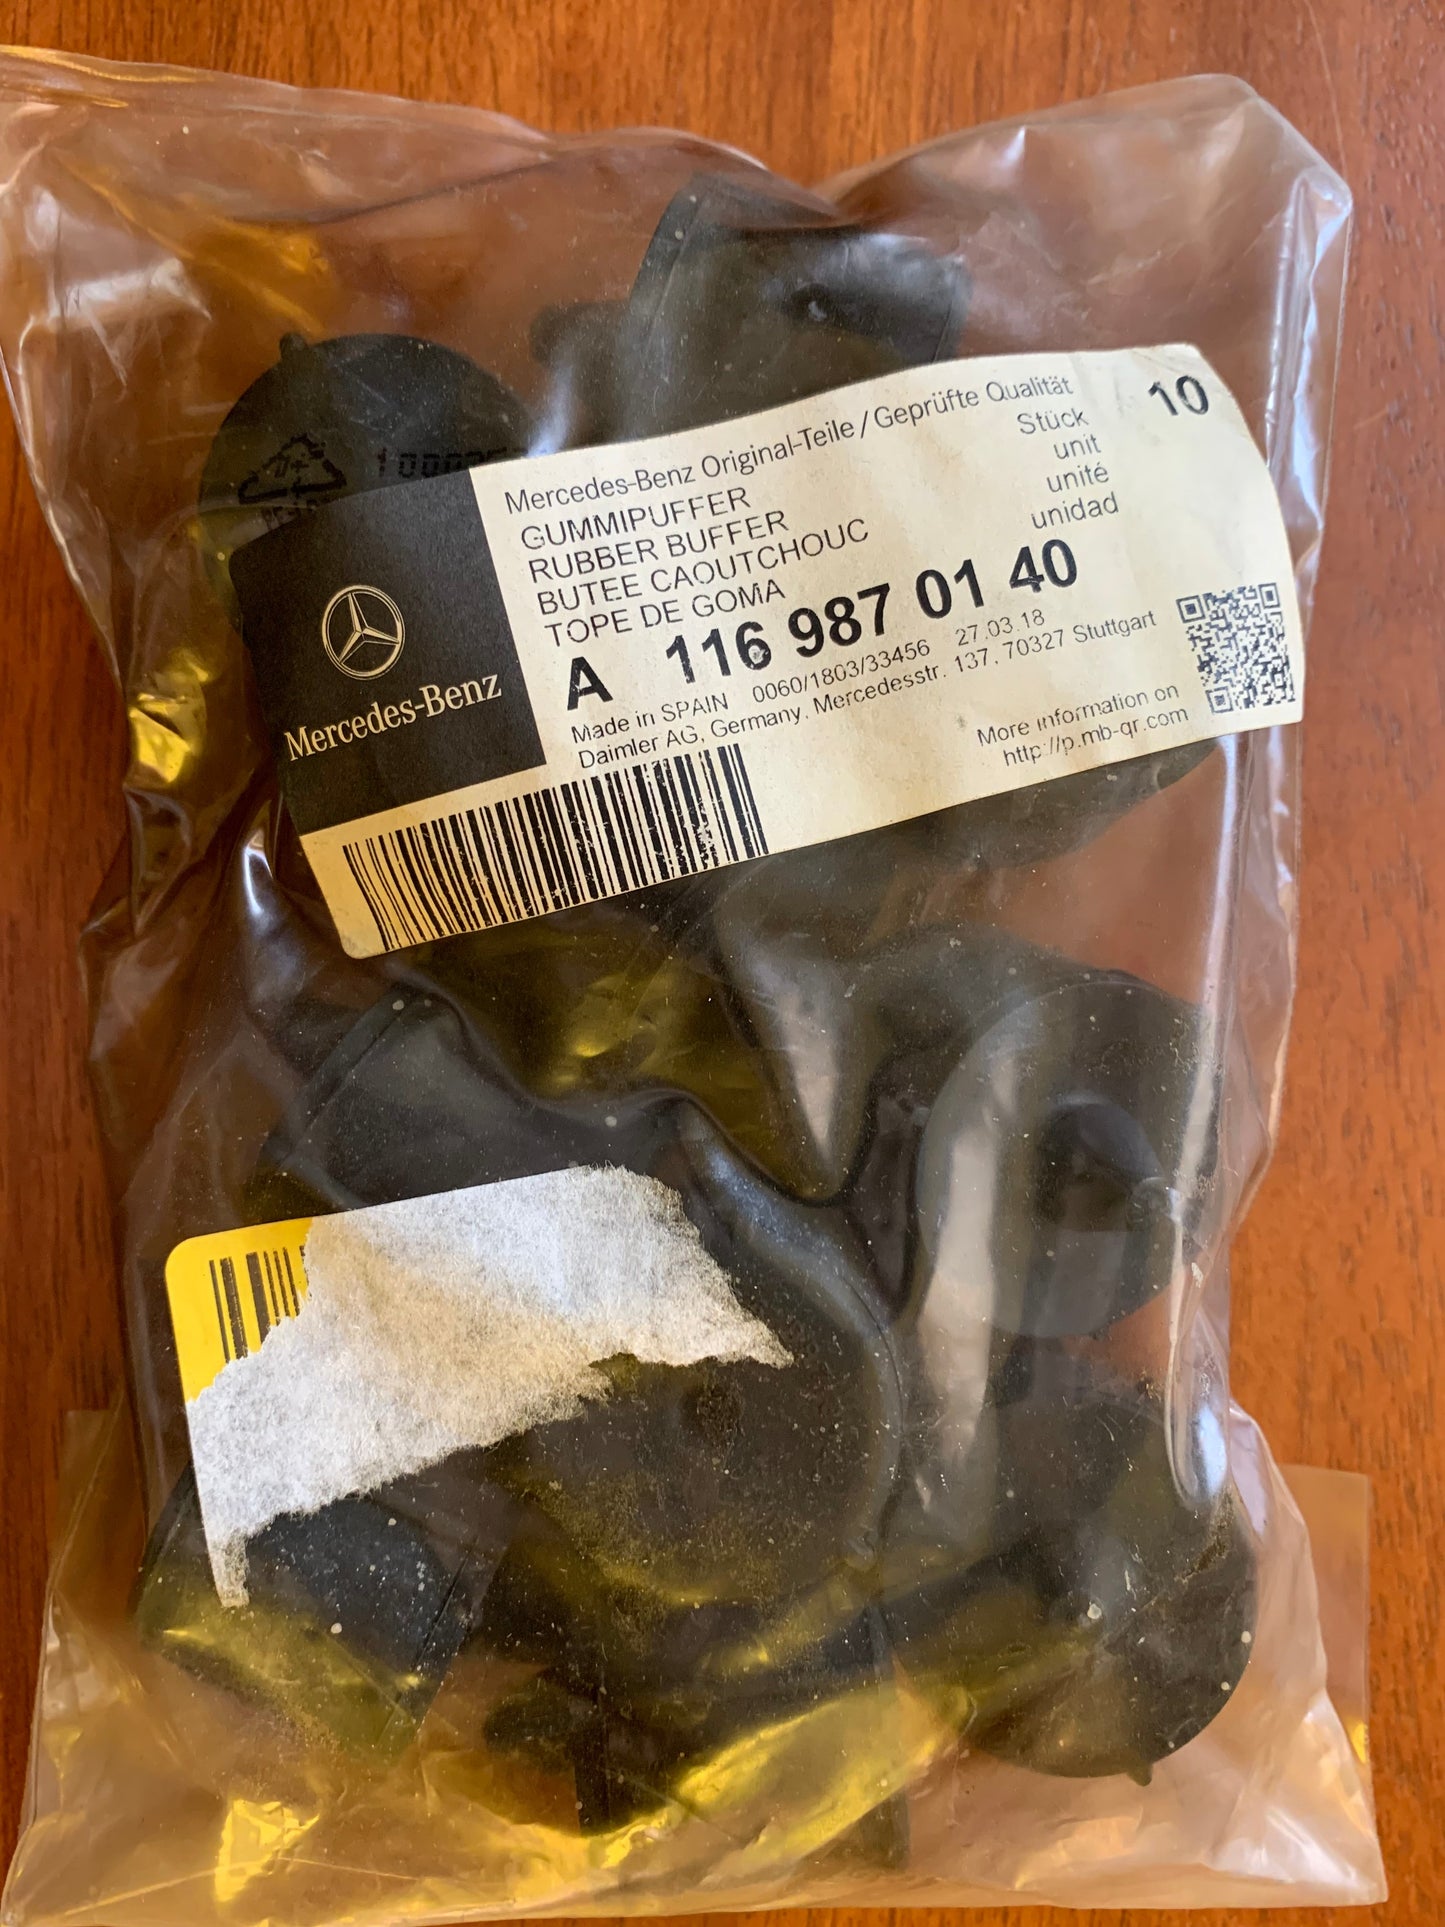 Mercedes-Benz Original-Teile / Geprüfte Qualität
10
Stück
unit
unité
unidad
GUMMIPUFFER
RUBBER BUFFER
BUTEE CAOUTCHOUC
TOPE DE GOMA
A 116 987 01 40
Made in SPAIN 0060/1803/33456 27.03.18
Daimler AG, Germany, Mercedesstr. 137, 70327 Stuttgart
More information on
http://p.mb-qr.com
Mercedes-Benz